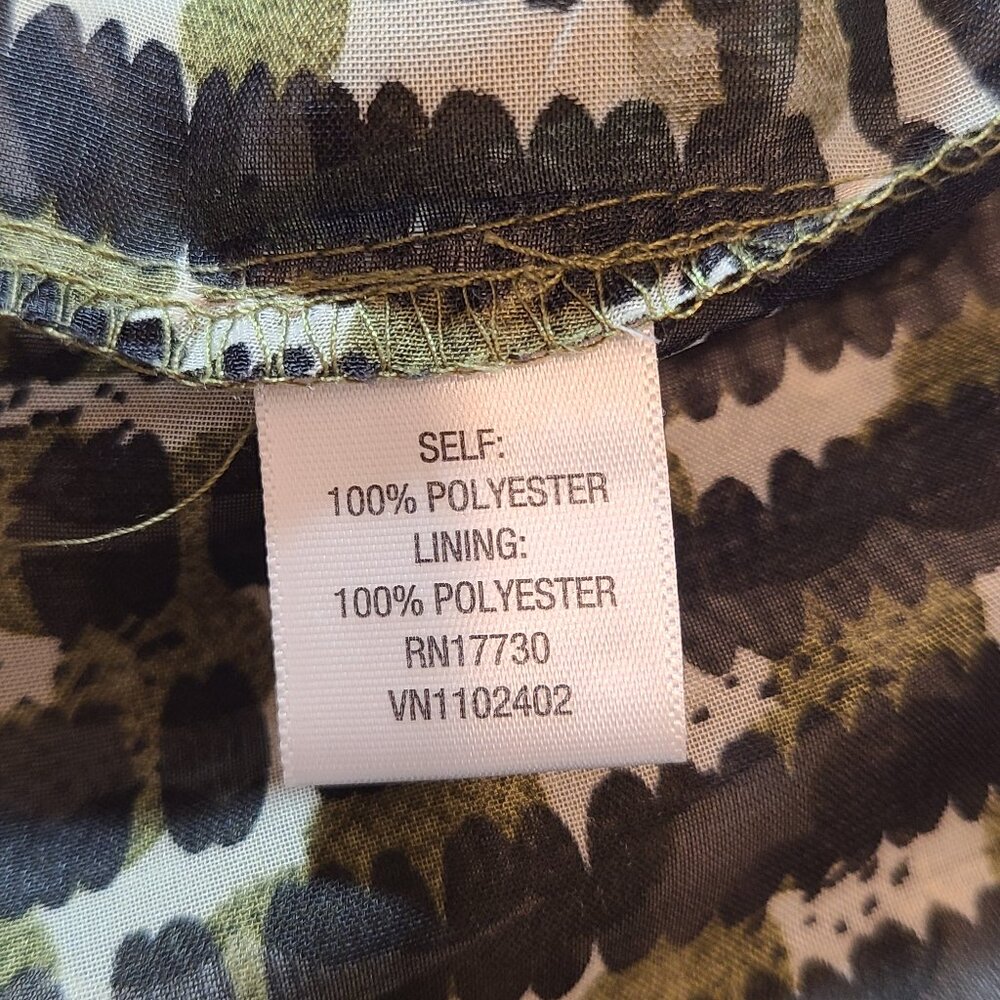 SELF:
100% POLYESTER
LINING:
100% POLYESTER
RN17730
VN1102402